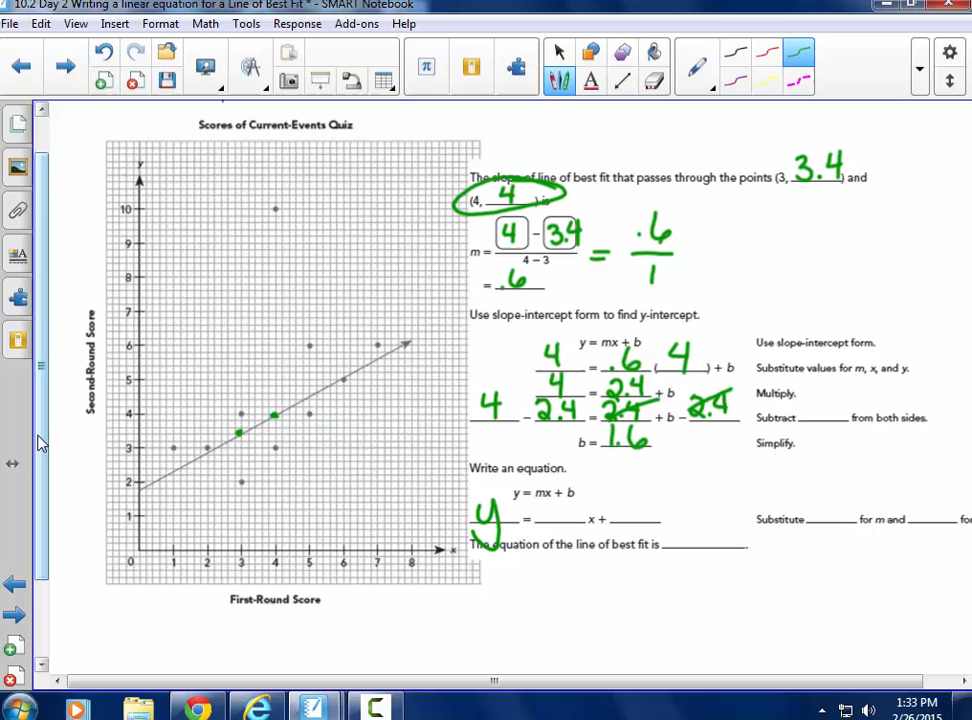 10.2 Day 2 Writing a linear equation for a Line of Best Fit * - SMART Notebook
File Edit View Insert Format Math Tools Response Add-ons Help
Scores of Current-Events Quiz
y
10
9
8
7
6
5
4
3
2
1
0 1 2 3 4 5 6 7 8 x
Second-Round Score
First-Round Score
The slope of line of best fit that passes through the points (3, 3.4) and
(4, 4) is
m = 4 - 3.4 = .6
4 - 3 1
= .6
Use slope-intercept form to find y-intercept.
y = mx + b Use slope-intercept form.
4 = .6 (4) + b Substitute values for m, x, and y.
4 = 2.4 + b Multiply.
4 - 2.4 = 2.4 + b - 2.4 Subtract ____ from both sides.
b = 1.6 Simplify.
Write an equation.
y = mx + b
y = ____ x + ____ Substitute ____ for m and ____ fo
The equation of the line of best fit is ____.
1:33 PM
2/26/2015